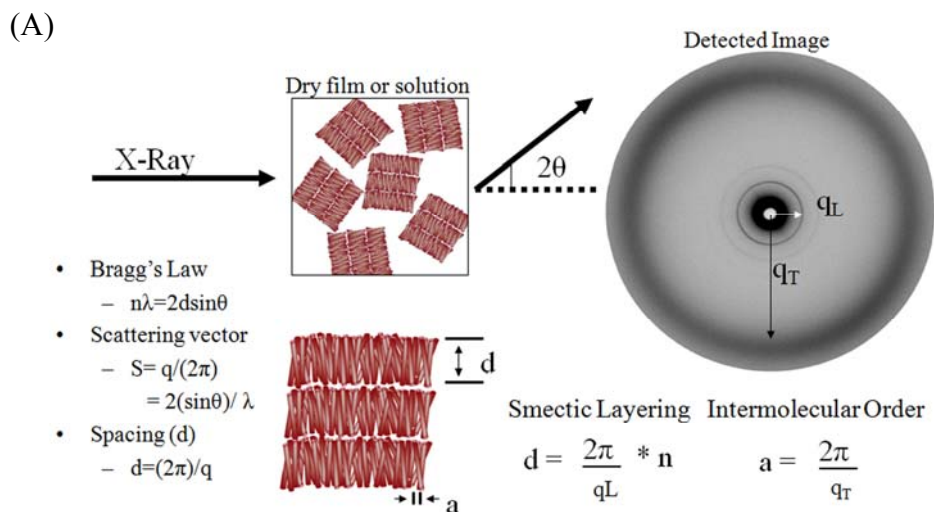 (A)
Detected Image
Dry film or solution
X-Ray
2θ
qL
qT
• Bragg's Law
– nλ=2dsinθ
• Scattering vector
– S= q/(2π)
= 2(sinθ)/ λ
• Spacing (d)
– d=(2π)/q
d
a
Smectic Layering Intermolecular Order
d = 2π/qL * n a = 2π/qT